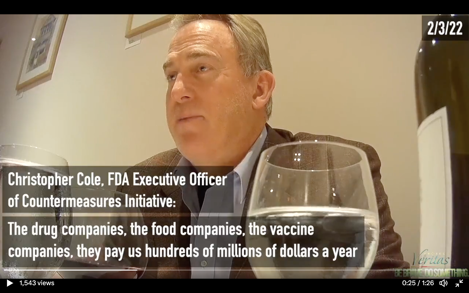 2/3/22
Christopher Cole, FDA Executive Officer
of Countermeasures Initiative:
The drug companies, the food companies, the vaccine
companies, they pay us hundreds of millions of dollars a year
Veritas
BE BRAVE. DO SOMETHING.
1,543 views
0:25 / 1:26